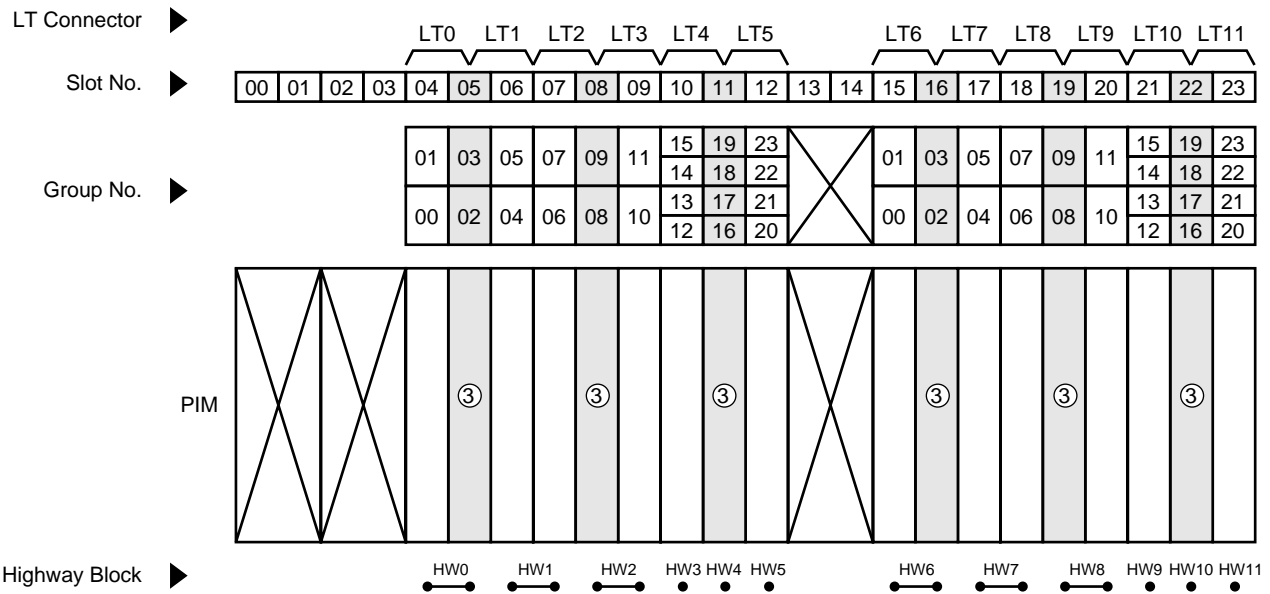 LT Connector LT0 LT1 LT2 LT3 LT4 LT5 LT6 LT7 LT8 LT9 LT10 LT11
Slot No. 00 01 02 03 04 05 06 07 08 09 10 11 12 13 14 15 16 17 18 19 20 21 22 23
15 19 23 15 19 23
01 03 05 07 09 11 01 03 05 07 09 11
14 18 22 14 18 22
Group No.
13 17 21 13 17 21
00 02 04 06 08 10 00 02 04 06 08 10
12 16 20 12 16 20
PIM ③ ③ ③ ③ ③ ③
Highway Block HW0 HW1 HW2 HW3 HW4 HW5 HW6 HW7 HW8 HW9 HW10 HW11